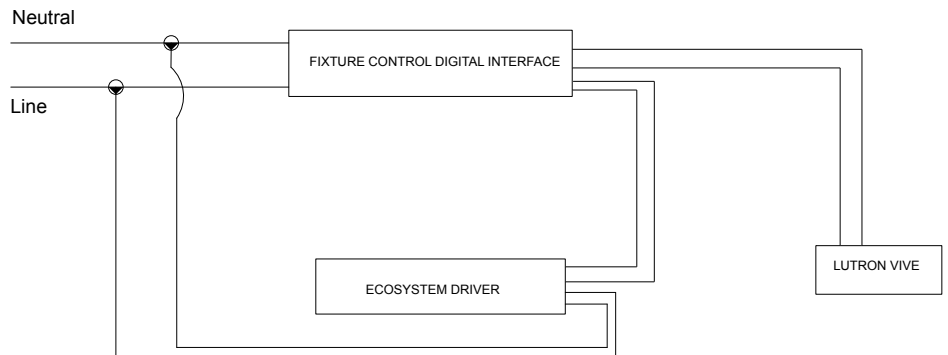 Neutral
FIXTURE CONTROL DIGITAL INTERFACE
Line
ECOSYSTEM DRIVER
LUTRON VIVE